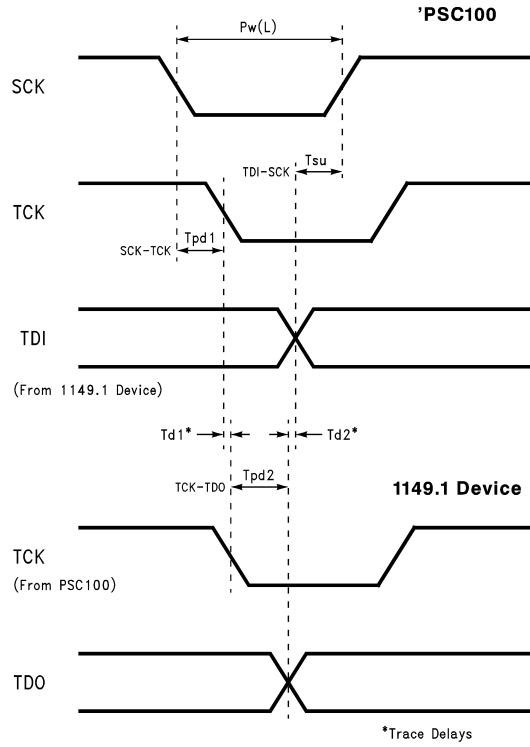 'PSC100
Pw(L)
SCK
TDI-SCK
Tsu
TCK
SCK-TCK
Tpd1
TDI
(From 1149.1 Device)
Td1*
Td2*
TCK-TDO
Tpd2
1149.1 Device
TCK
(From PSC100)
TDO
*Trace Delays